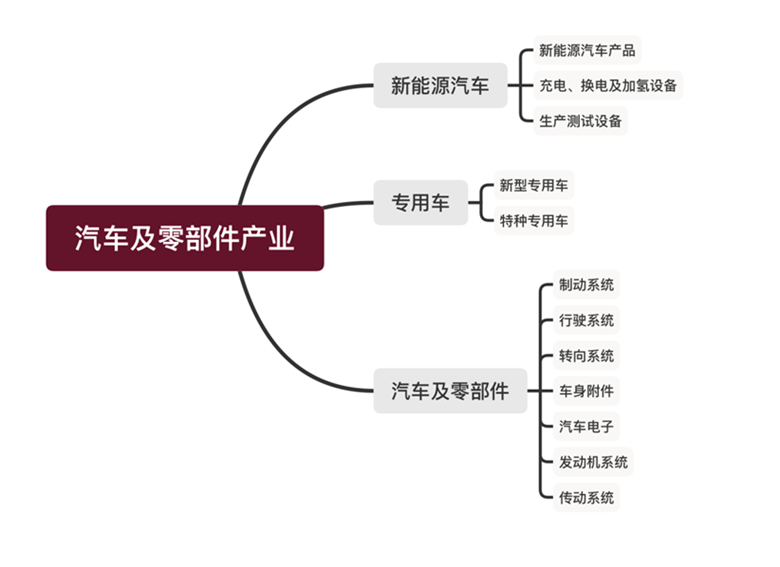 汽车及零部件产业
新能源汽车
新能源汽车产品
充电、换电及加氢设备
生产测试设备
专用车
新型专用车
特种专用车
汽车及零部件
制动系统
行驶系统
转向系统
车身附件
汽车电子
发动机系统
传动系统